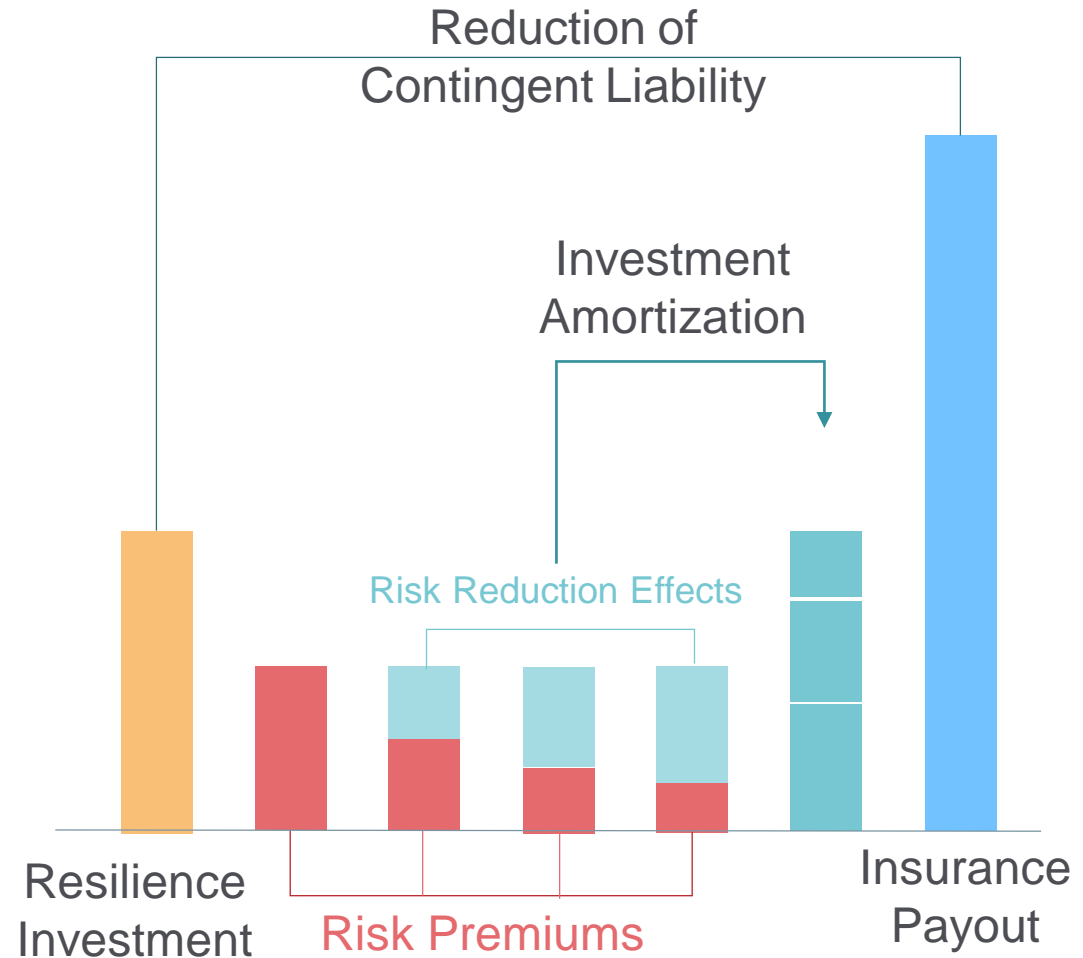 Reduction of
Contingent Liability
Investment
Amortization
Risk Reduction Effects
Resilience
Investment
Risk Premiums
Insurance
Payout